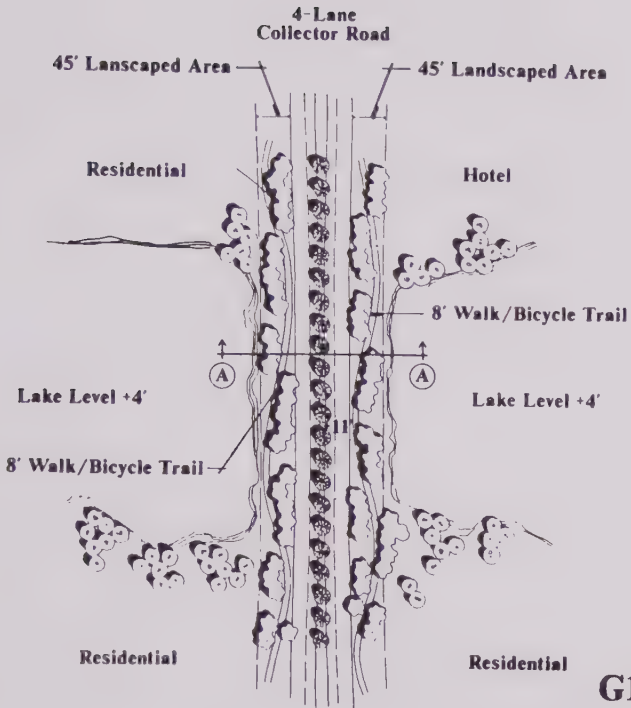 4-Lane
Collector Road
45' Lanscaped Area
45' Landscaped Area
Residential
Hotel
8' Walk/Bicycle Trail
A
A
Lake Level +4'
Lake Level +4'
11'
8' Walk/Bicycle Trail
Residential
Residential